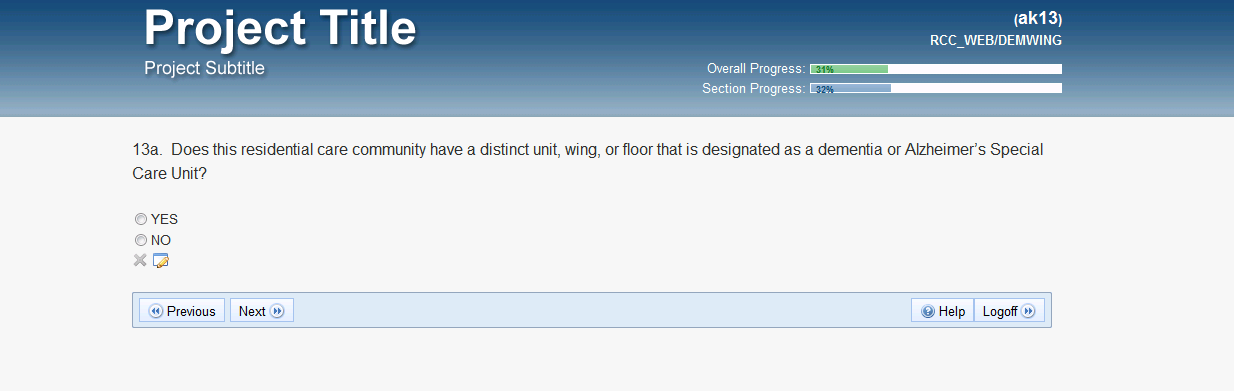 Project Title
Project Subtitle
(ak13)
RCC_WEB/DEMWING
Overall Progress: 31%
Section Progress: 32%
13a.  Does this residential care community have a distinct unit, wing, or floor that is designated as a dementia or Alzheimer’s Special
Care Unit?
YES
NO
Previous Next Help Logoff